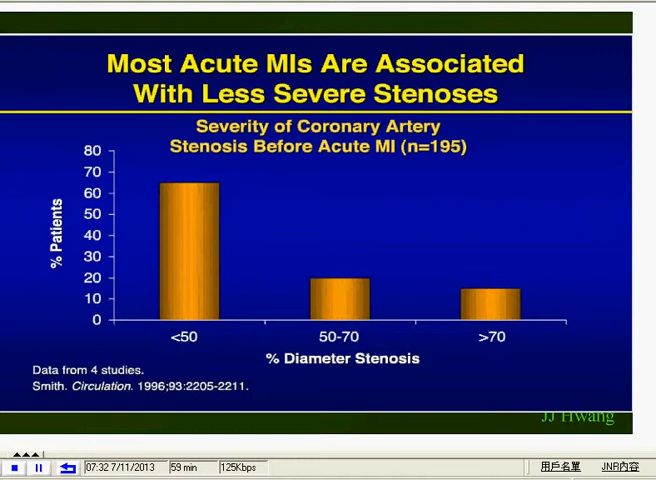 Most Acute MIs Are Associated
With Less Severe Stenoses
Severity of Coronary Artery
Stenosis Before Acute MI (n=195)
80
70
60
50
40
30
20
10
0
% Patients
<50
50-70
>70
% Diameter Stenosis
Data from 4 studies.
Smith. Circulation. 1996;93:2205-2211.
JJ Hwang
07:32 7/11/2013
59 min
125Kbps
用戶名單
JNR內容